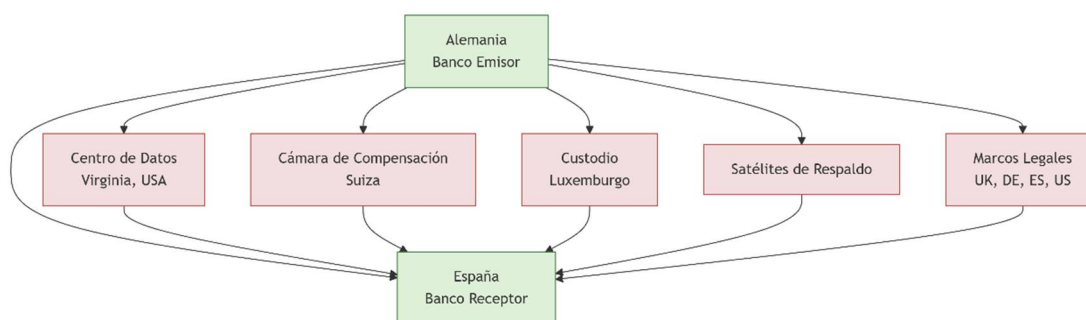 Alemania
Banco Emisor
Centro de Datos
Virginia, USA
Cámara de Compensación
Suiza
Custodio
Luxemburgo
Satélites de Respaldo
Marcos Legales
UK, DE, ES, US
España
Banco Receptor